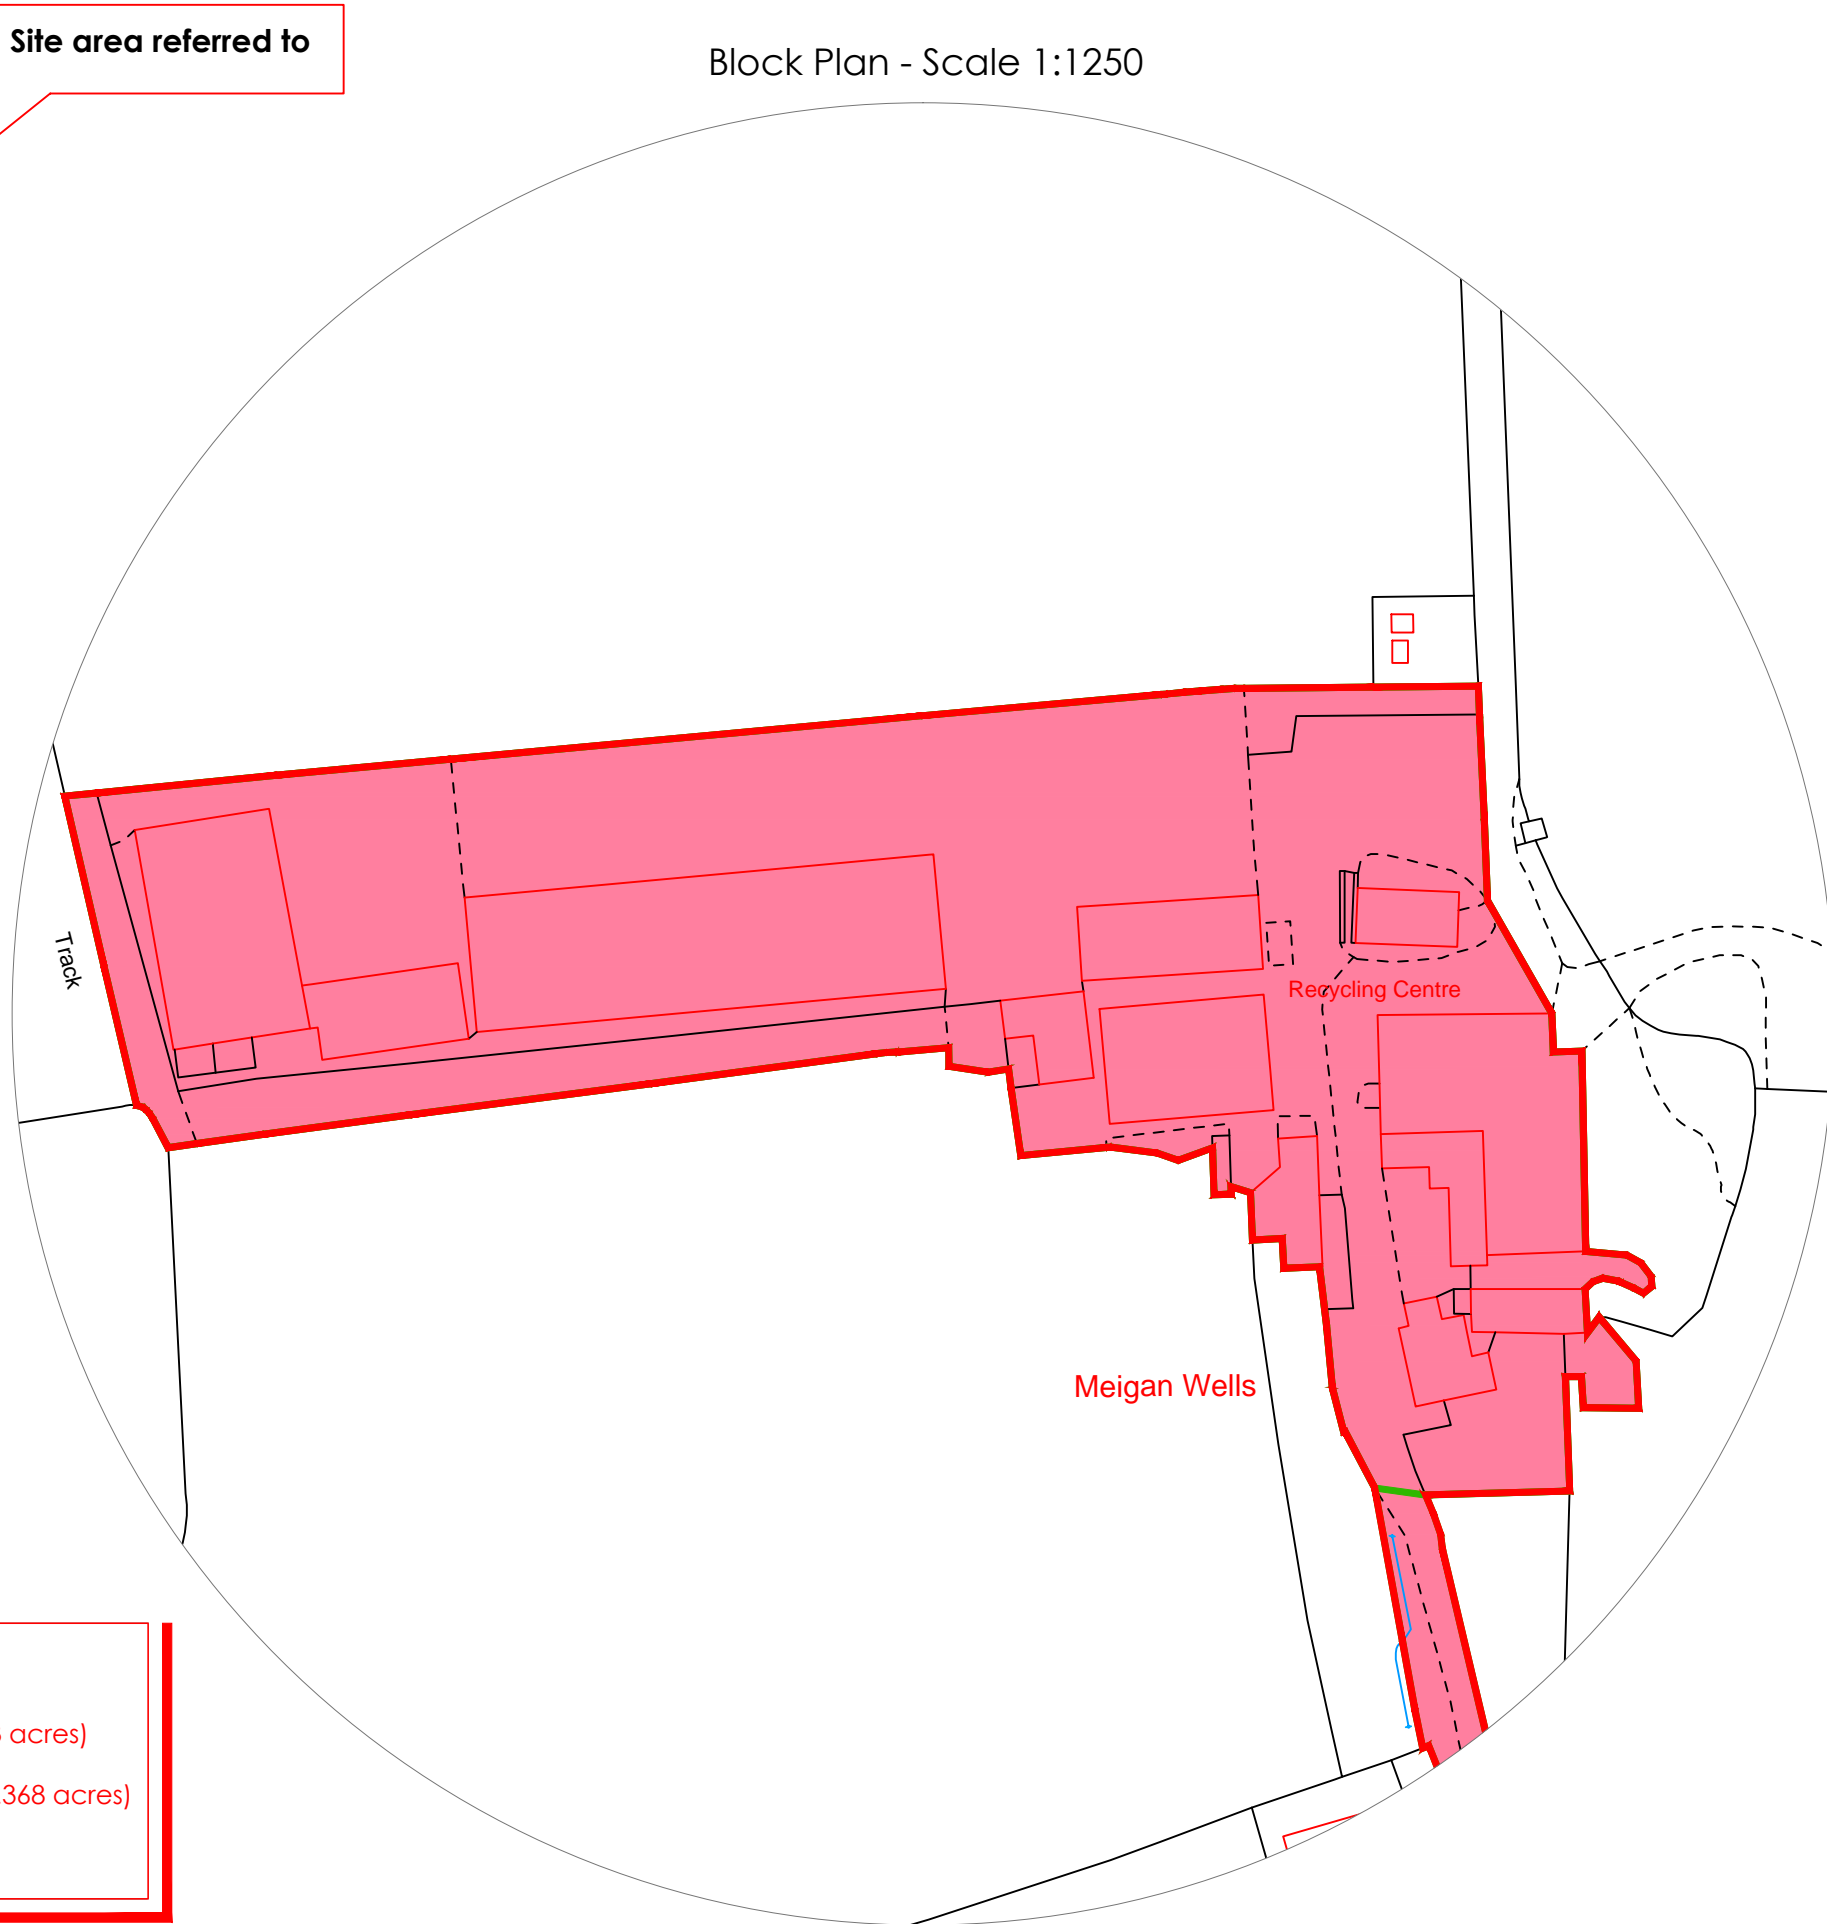 Site area referred to
Block Plan - Scale 1:1250
Track
Recycling Centre
Meigan Wells
acres)
368 acres)